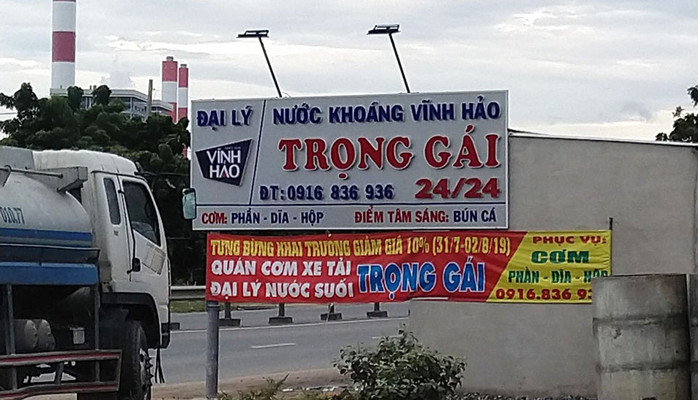 ĐẠI LÝ NƯỚC KHOÁNG VĨNH HẢO
VĨNH HẢO
TRỌNG GÁI
ĐT: 0916 836 936 24/24
CƠM: PHẦN - DĨA - HỘP ĐIỂM TÂM SÁNG: BÚN CÁ
TƯNG BỪNG KHAI TRƯƠNG GIẢM GIÁ 10% (31/7-02/8/19)
QUÁN CƠM XE TẢI
ĐẠI LÝ NƯỚC SUỐI
TRỌNG GÁI
PHỤC VỤ:
CƠM
PHẦN - DĨA - HỘP
0916.836.93